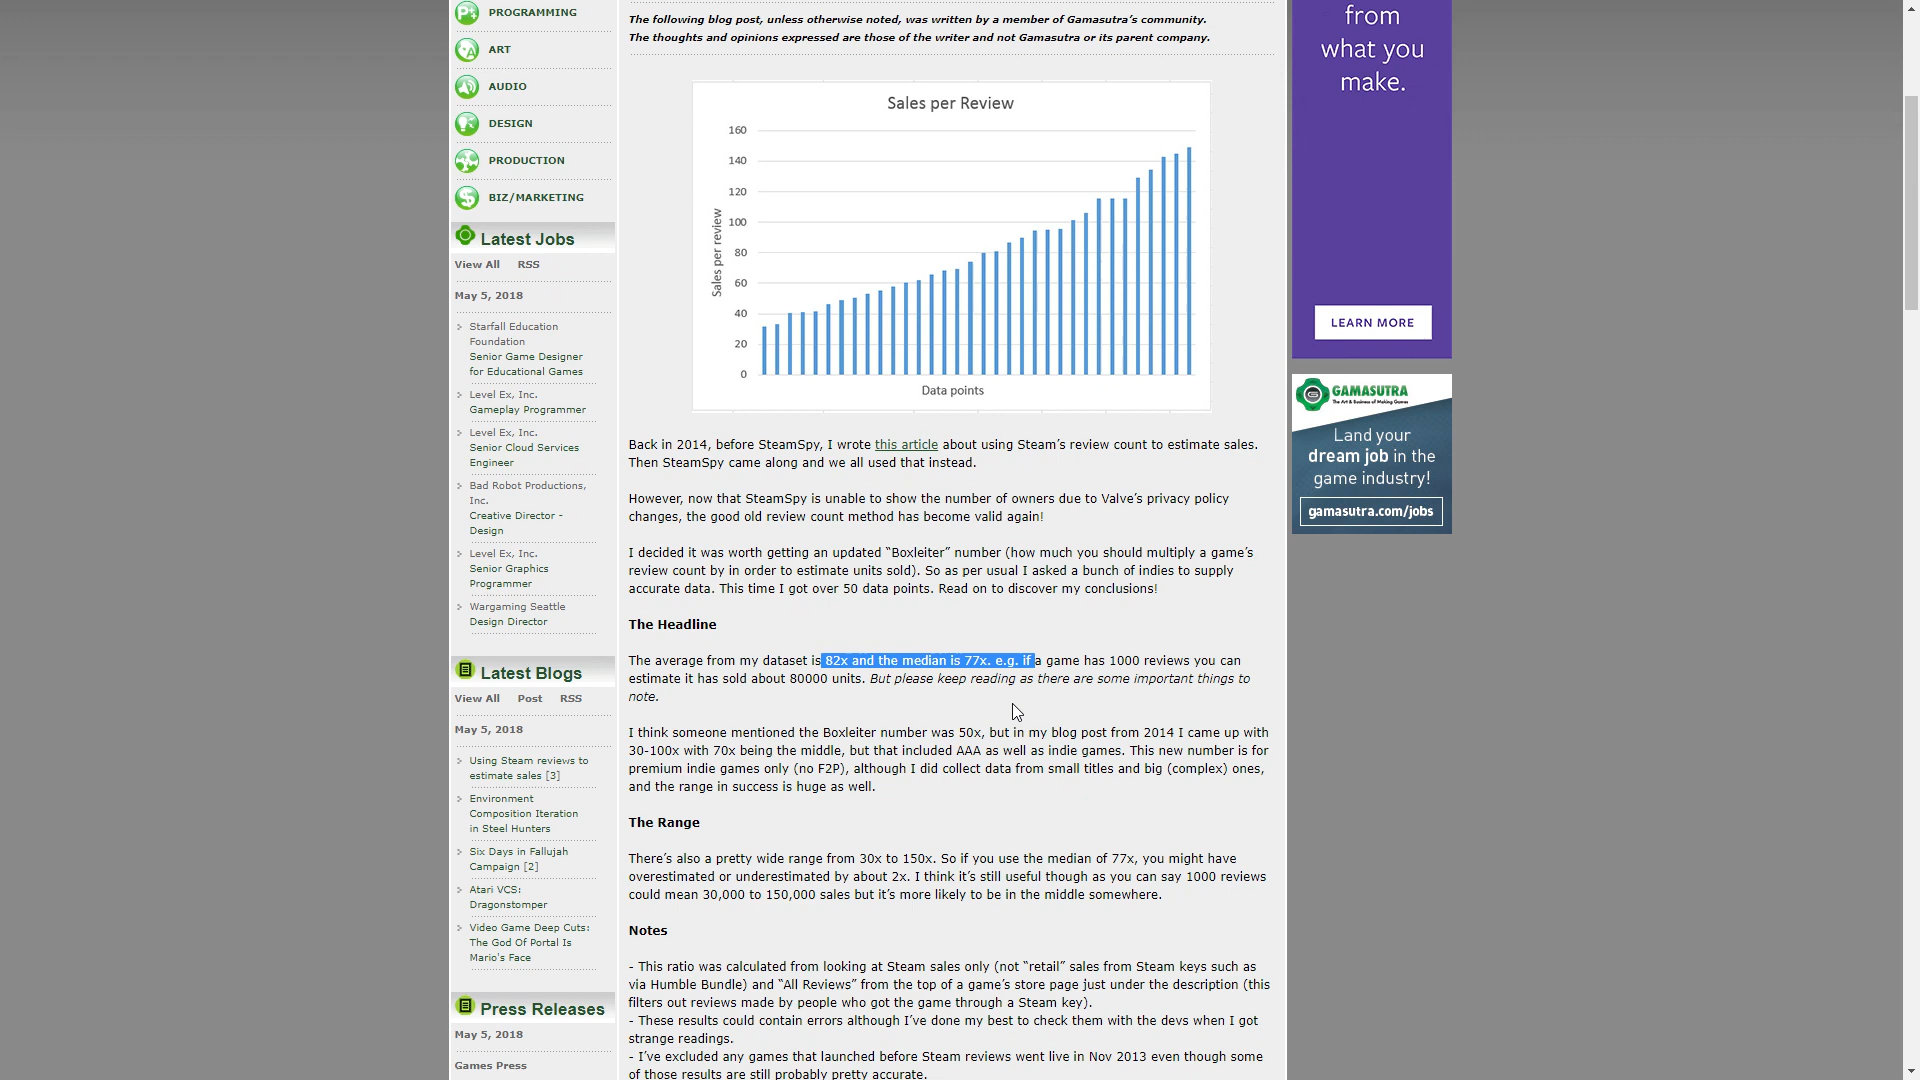 PROGRAMMING
ART
AUDIO
DESIGN
PRODUCTION
BIZ/MARKETING
Latest Jobs
View All RSS
May 5, 2018
Starfall Education
Foundation
Senior Game Designer
for Educational Games
Level Ex, Inc.
Gameplay Programmer
Level Ex, Inc.
Senior Cloud Services
Engineer
Bad Robot Productions,
Inc.
Creative Director -
Design
Level Ex, Inc.
Senior Graphics
Programmer
Wargaming Seattle
Design Director
Latest Blogs
View All Post RSS
May 5, 2018
Using Steam reviews to
estimate sales [3]
Environment
Composition Iteration
in Steel Hunters
Six Days in Fallujah
Campaign [2]
Atari VCS:
Dragonstomper
Video Game Deep Cuts:
The God Of Portal Is
Mario's Face
Press Releases
May 5, 2018
Games Press
The following blog post, unless otherwise noted, was written by a member of Gamasutra's community.
The thoughts and opinions expressed are those of the writer and not Gamasutra or its parent company.
Sales per Review
160
140
120
100
80
60
40
20
0
Sales per review
Data points
Back in 2014, before SteamSpy, I wrote this article about using Steam's review count to estimate sales.
Then SteamSpy came along and we all used that instead.
However, now that SteamSpy is unable to show the number of owners due to Valve's privacy policy
changes, the good old review count method has become valid again!
I decided it was worth getting an updated “Boxleiter” number (how much you should multiply a game's
review count by in order to estimate units sold). So as per usual I asked a bunch of indies to supply
accurate data. This time I got over 50 data points. Read on to discover my conclusions!
The Headline
The average from my dataset is 82x and the median is 77x. e.g. if a game has 1000 reviews you can
estimate it has sold about 80000 units. But please keep reading as there are some important things to
note.
I think someone mentioned the Boxleiter number was 50x, but in my blog post from 2014 I came up with
30-100x with 70x being the middle, but that included AAA as well as indie games. This new number is for
premium indie games only (no F2P), although I did collect data from small titles and big (complex) ones,
and the range in success is huge as well.
The Range
There's also a pretty wide range from 30x to 150x. So if you use the median of 77x, you might have
overestimated or underestimated by about 2x. I think it's still useful though as you can say 1000 reviews
could mean 30,000 to 150,000 sales but it's more likely to be in the middle somewhere.
Notes
- This ratio was calculated from looking at Steam sales only (not “retail” sales from Steam keys such as
via Humble Bundle) and “All Reviews” from the top of a game's store page just under the description (this
filters out reviews made by people who got the game through a Steam key).
- These results could contain errors although I've done my best to check them with the devs when I got
strange readings.
- I've excluded any games that launched before Steam reviews went live in Nov 2013 even though some
of those results are still probably pretty accurate.
from
what you
make.
LEARN MORE
GAMASUTRA
The Art & Business of Making Games
Land your
dream job in the
game industry!
gamasutra.com/jobs